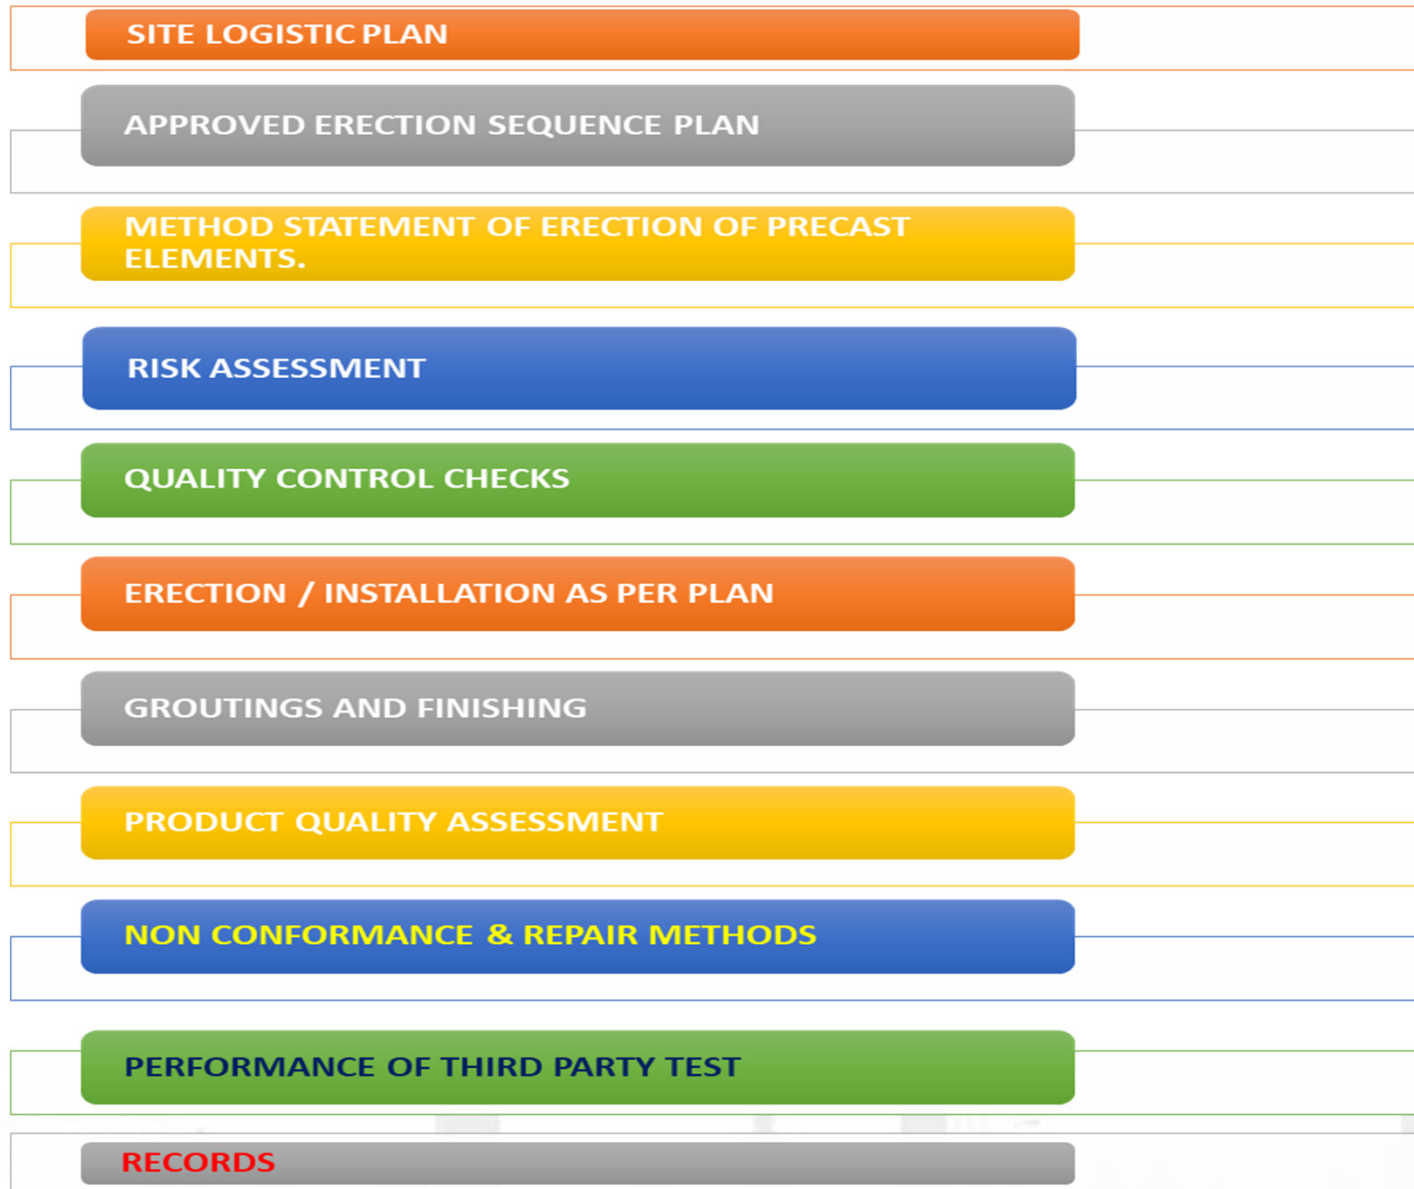 SITE LOGISTIC PLAN
APPROVED ERECTION SEQUENCE PLAN
METHOD STATEMENT OF ERECTION OF PRECAST
ELEMENTS.
RISK ASSESSMENT
QUALITY CONTROL CHECKS
ERECTION / INSTALLATION AS PER PLAN
GROUTINGS AND FINISHING
PRODUCT QUALITY ASSESSMENT
NON CONFORMANCE & REPAIR METHODS
PERFORMANCE OF THIRD PARTY TEST
RECORDS